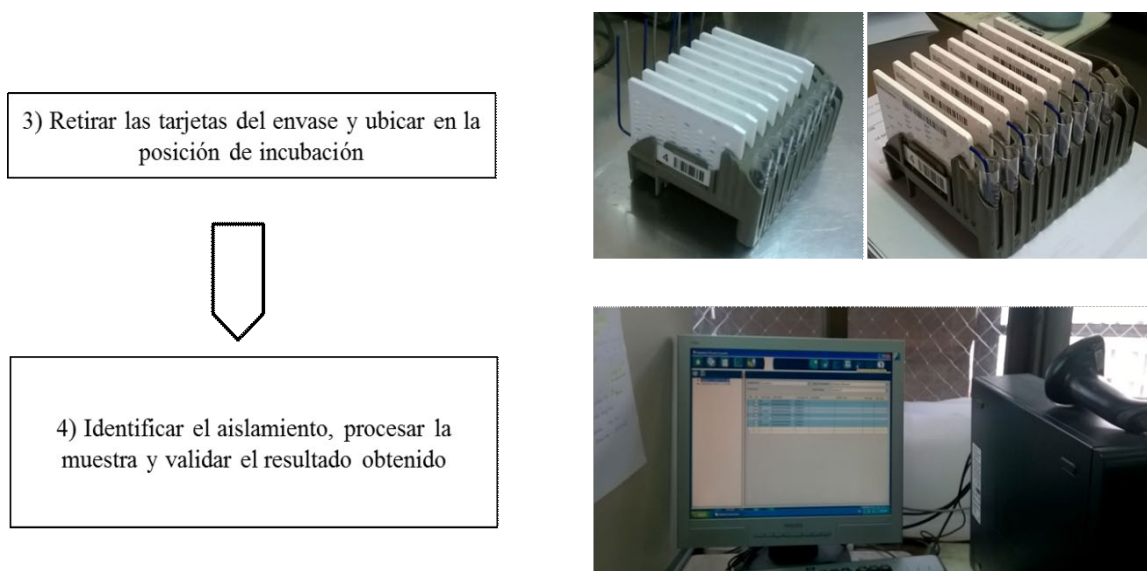 3) Retirar las tarjetas del envase y ubicar en la
posición de incubación
4
4
4) Identificar el aislamiento, procesar la
muestra y validar el resultado obtenido